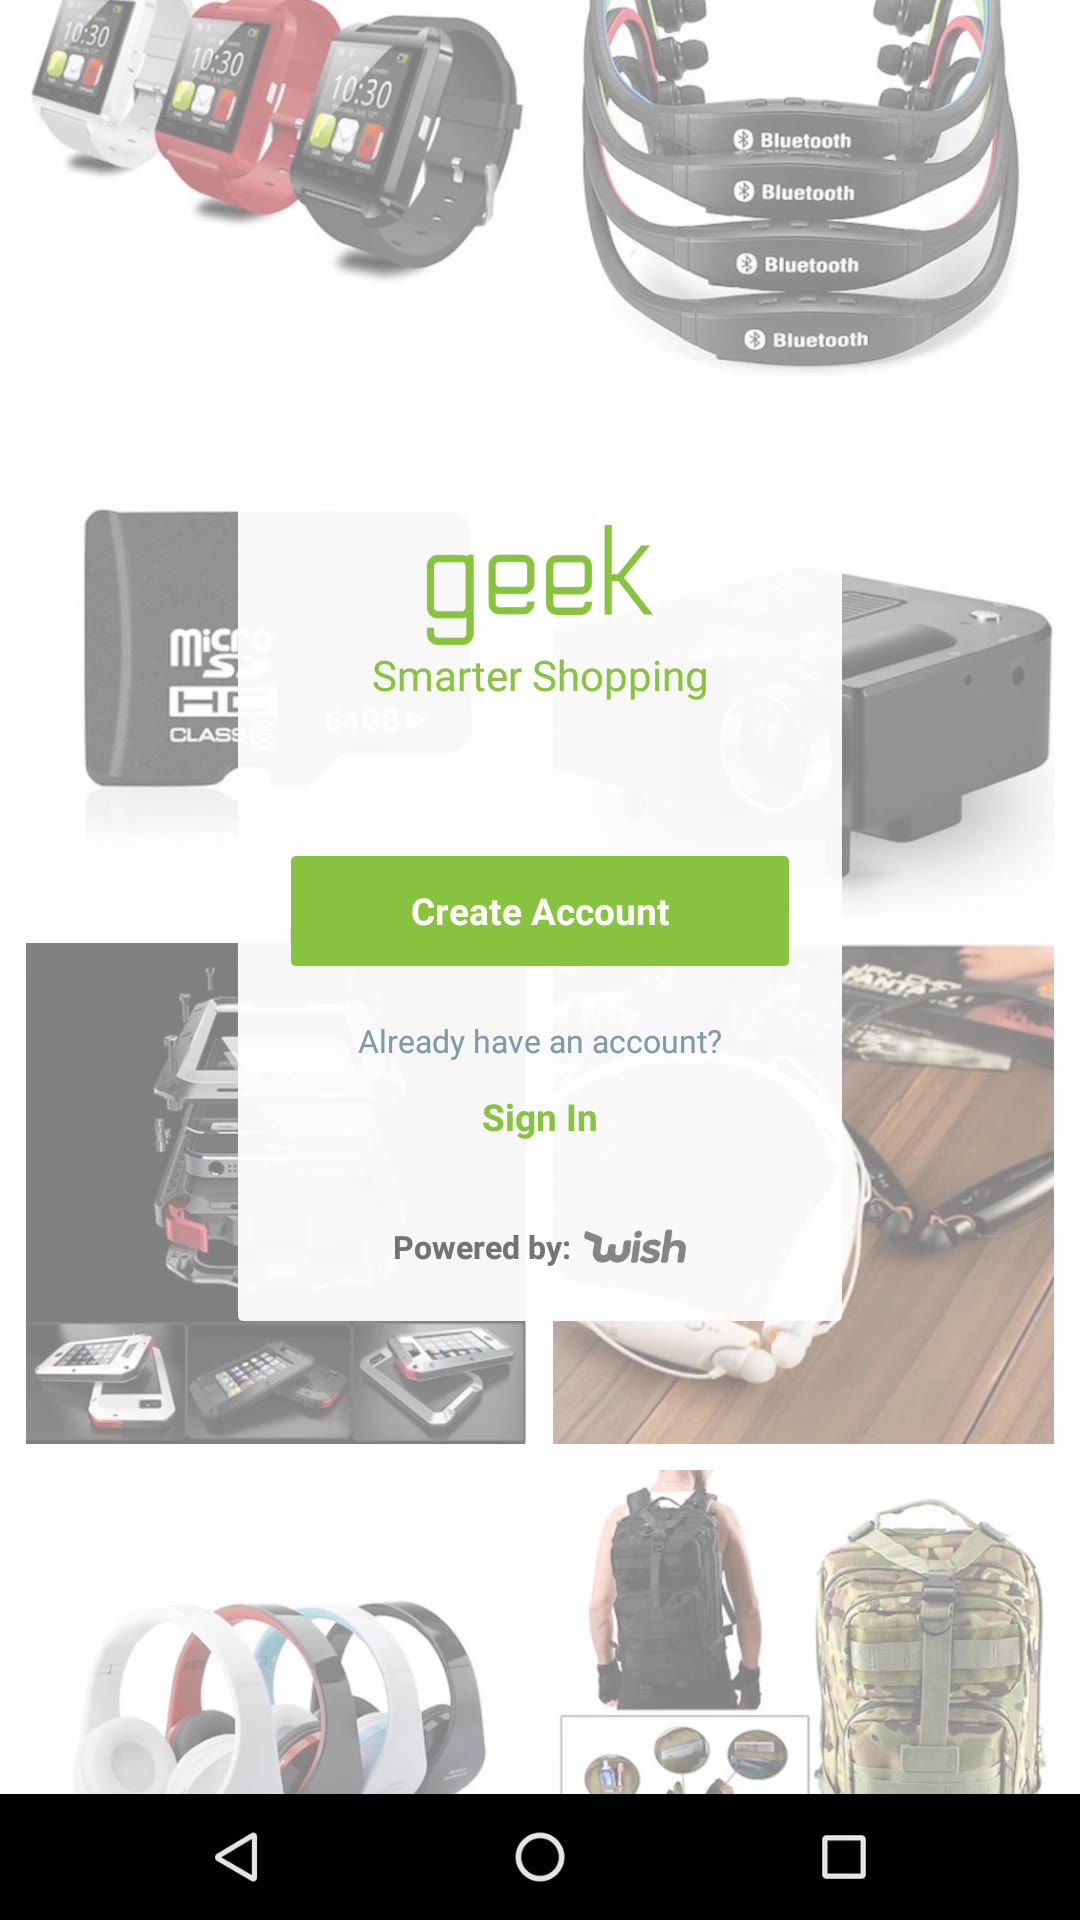 10:30
10:30
10:30
Bluetooth
Bluetooth
Bluetooth
Bluetooth
geek
Smarter Shopping
micro
HC
64GB
CLASS
Create Account
FANTA
Already have an account?
Sign In
Powered by: wish